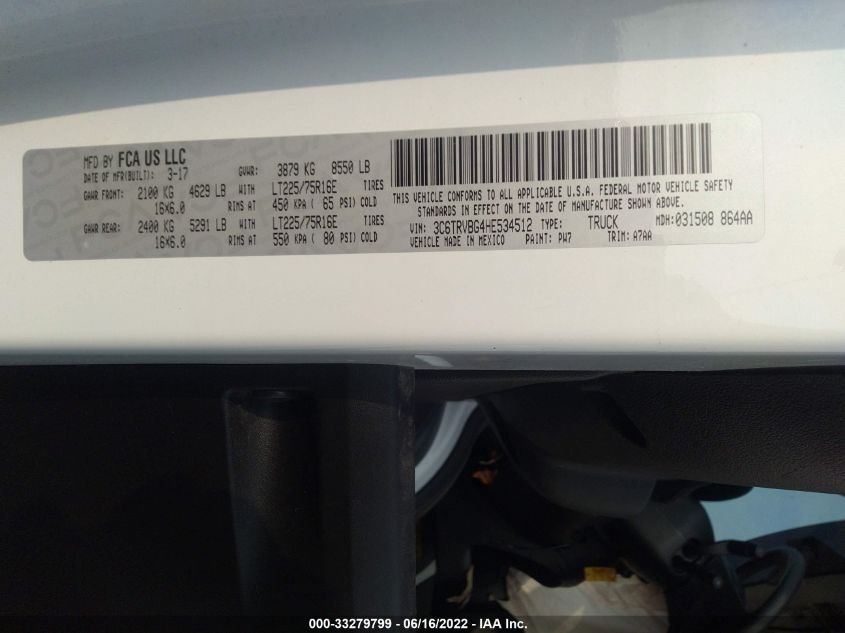 MFD BY FCA US LLC
DATE OF MFR(BUILT): 3-17 GVWR: 3879 KG 8550 LB
GAWR FRONT: 2100 KG 4629 LB WITH LT225/75R16E TIRES
16X6.0 RIMS AT 450 KPA ( 65 PSI) COLD
GAWR REAR: 2400 KG 5291 LB WITH LT225/75R16E TIRES
16X6.0 RIMS AT 550 KPA ( 80 PSI) COLD
THIS VEHICLE CONFORMS TO ALL APPLICABLE U.S.A. FEDERAL MOTOR VEHICLE SAFETY
STANDARDS IN EFFECT ON THE DATE OF MANUFACTURE SHOWN ABOVE.
VIN: 3C6TRVBG4HE534512 TYPE: TRUCK MDH: 031508 864AA
VEHICLE MADE IN MEXICO PAINT: PW7 TRIM: A7AA
000-33279799 - 06/16/2022 - IAA Inc.